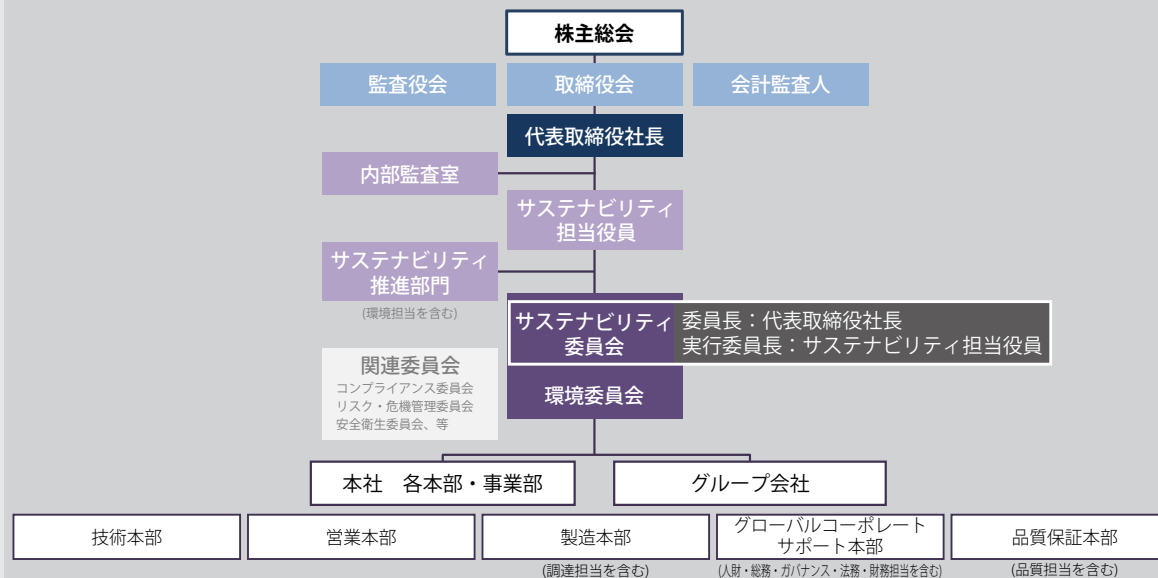 株主総会
監査役会
取締役会
会計監査人
代表取締役社長
内部監査室
サステナビリティ
担当役員
サステナビリティ
推進部門
(環境担当を含む)
サステナビリティ
委員会
委員長：代表取締役社長
実行委員長：サステナビリティ担当役員
関連委員会
コンプライアンス委員会
リスク・危機管理委員会
安全衛生委員会、等
環境委員会
本社　各本部・事業部
グループ会社
技術本部
営業本部
製造本部
(調達担当を含む)
グローバルコーポレート
サポート本部
(人財・総務・ガバナンス・法務・財務担当を含む)
品質保証本部
(品質担当を含む)